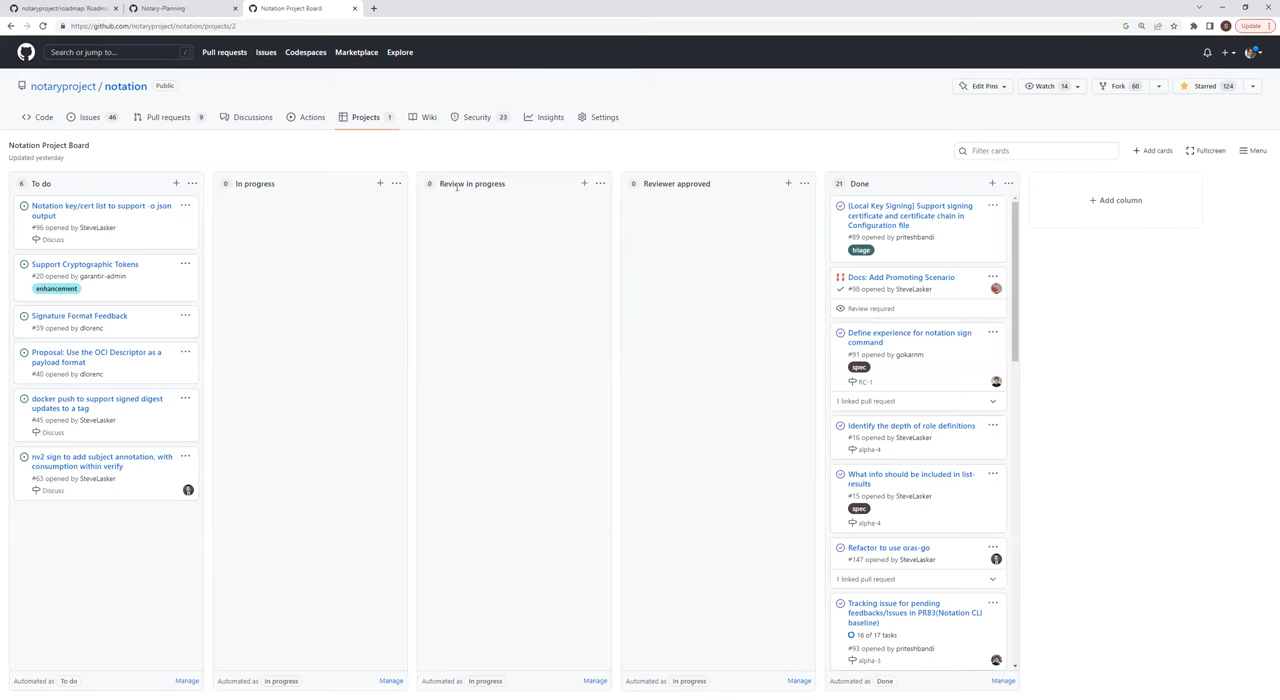 notaryproject/roadmap: Roadma
Notary-Planning
Notation Project Board
https://github.com/notaryproject/notation/projects/2
S
Update
Search or jump to...
/
Pull requests
Issues
Codespaces
Marketplace
Explore
notaryproject / notation
Public
Edit Pins
Watch 14
Fork 60
Starred 124
Code
Issues 46
Pull requests 9
Discussions
Actions
Projects 1
Wiki
Security 23
Insights
Settings
Notation Project Board
Updated yesterday
Filter cards
+ Add cards
Fullscreen
Menu
6 To do
Notation key/cert list to support -o json
output
#96 opened by SteveLasker
Discuss
Support Cryptographic Tokens
#20 opened by garantir-admin
enhancement
Signature Format Feedback
#39 opened by dlorenc
Proposal: Use the OCI Descriptor as a
payload format
#40 opened by dlorenc
docker push to support signed digest
updates to a tag
#45 opened by SteveLasker
Discuss
nv2 sign to add subject annotation, with
consumption within verify
#63 opened by SteveLasker
Discuss
Automated as To do
Manage
0 In progress
Automated as In progress
Manage
0 Review in progress
Automated as In progress
Manage
0 Reviewer approved
Automated as In progress
Manage
21 Done
[Local Key Signing] Support signing
certificate and certificate chain in
Configuration file
#89 opened by priteshbandi
triage
Docs: Add Promoting Scenario
#98 opened by SteveLasker
Review required
Define experience for notation sign
command
#91 opened by gokarnm
spec
RC-1
1 linked pull request
Identify the depth of role definitions
#16 opened by SteveLasker
alpha-4
What info should be included in list-
results
#15 opened by SteveLasker
spec
alpha-4
Refactor to use oras-go
#147 opened by SteveLasker
1 linked pull request
Tracking issue for pending
feedbacks/Issues in PR83(Notation CLI
baseline)
16 of 17 tasks
#93 opened by priteshbandi
alpha-3
Automated as Done
Manage
+ Add column